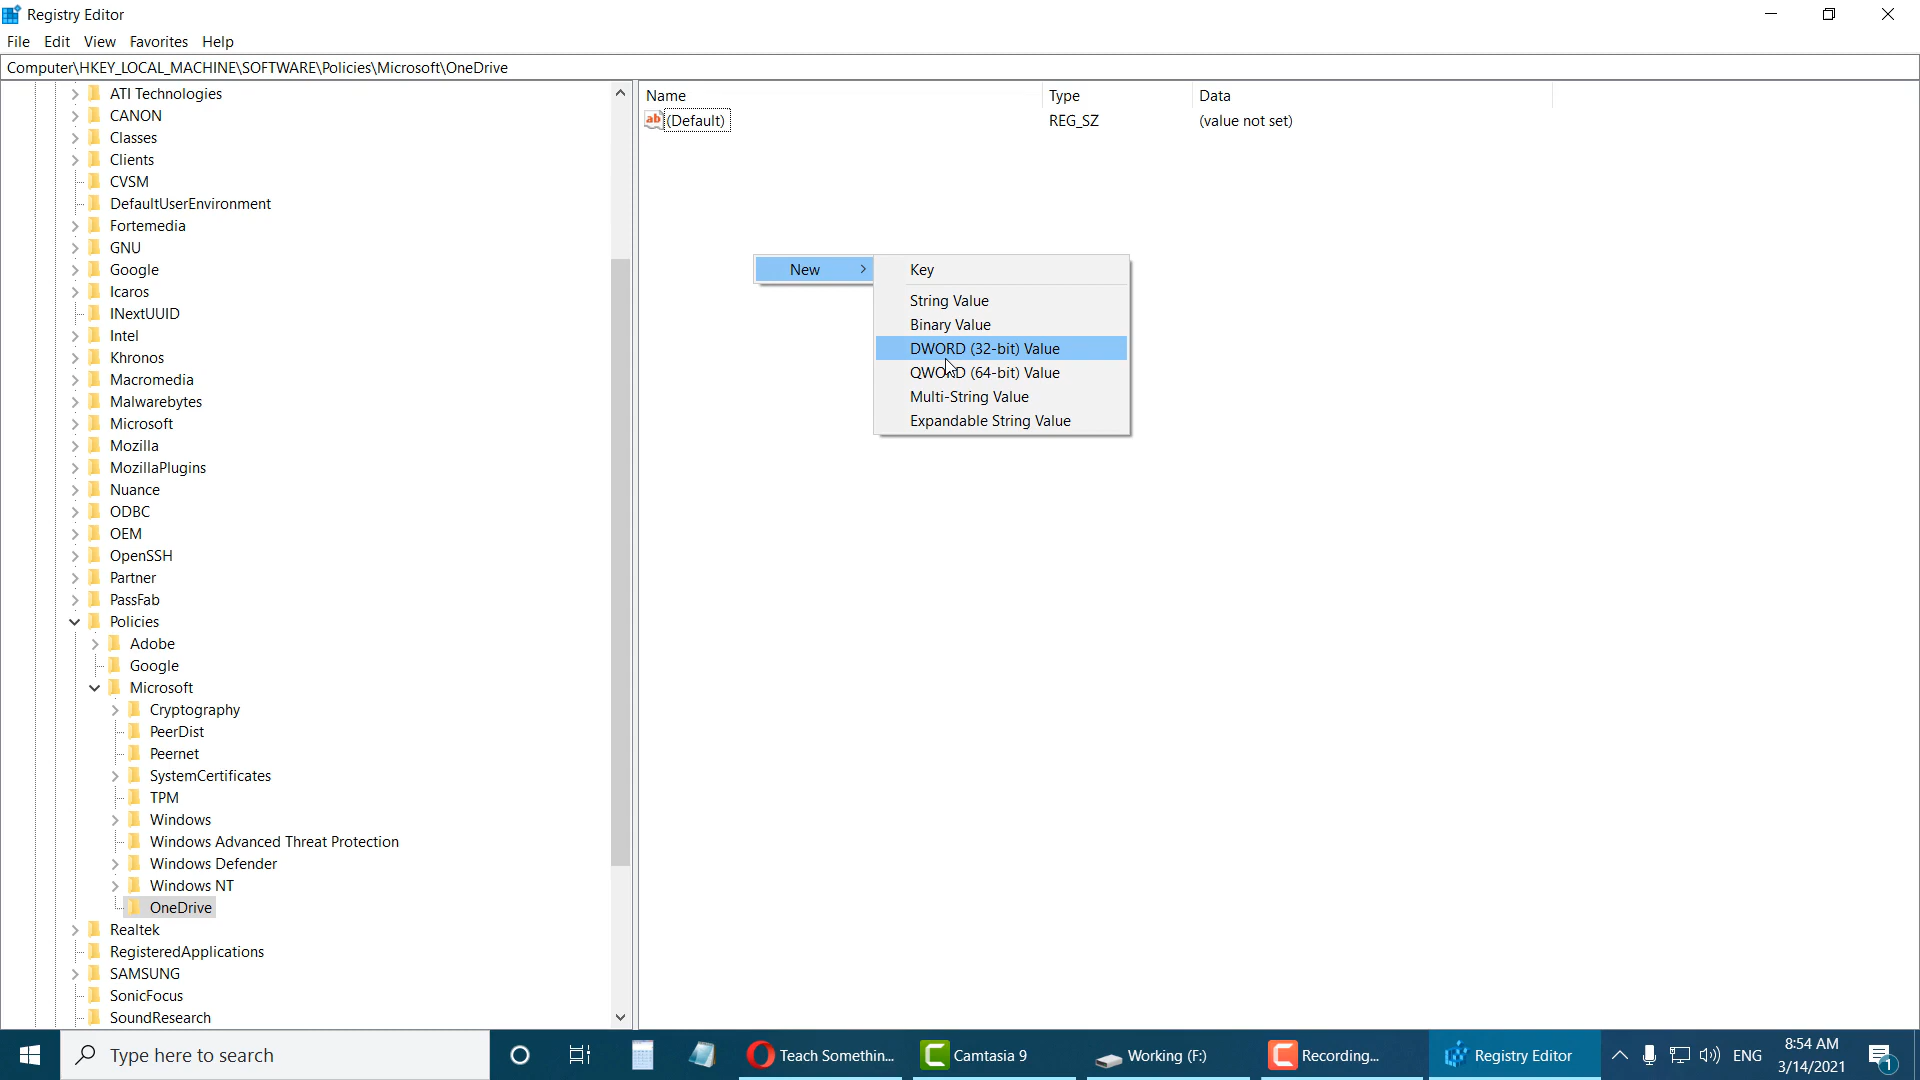 Registry Editor
File Edit View Favorites Help
Computer\HKEY_LOCAL_MACHINE\SOFTWARE\Policies\Microsoft\OneDrive
ATI Technologies
CANON
Classes
Clients
CVSM
DefaultUserEnvironment
Fortemedia
GNU
Google
Icaros
INextUUID
Intel
Khronos
Macromedia
Malwarebytes
Microsoft
Mozilla
MozillaPlugins
Nuance
ODBC
OEM
OpenSSH
Partner
PassFab
Policies
Adobe
Google
Microsoft
Cryptography
PeerDist
Peernet
SystemCertificates
TPM
Windows
Windows Advanced Threat Protection
Windows Defender
Windows NT
OneDrive
Realtek
RegisteredApplications
SAMSUNG
SonicFocus
SoundResearch
Name Type Data
ab (Default) REG_SZ (value not set)
New
Key
String Value
Binary Value
DWORD (32-bit) Value
QWORD (64-bit) Value
Multi-String Value
Expandable String Value
Type here to search
Teach Somethin...
Camtasia 9
Working (F:)
Recording...
Registry Editor
ENG
8:54 AM
3/14/2021
1